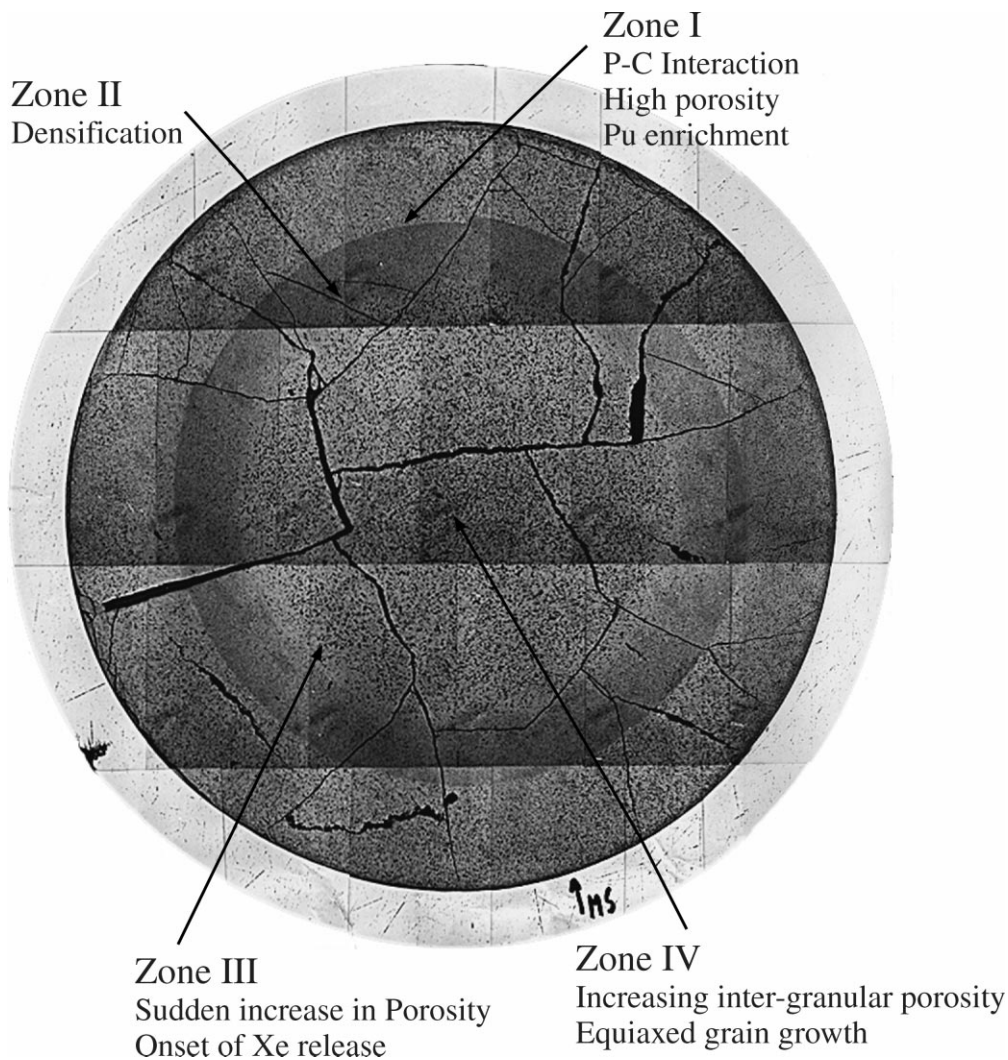 Zone I
P-C Interaction
High porosity
Pu enrichment
Zone II
Densification
MS
Zone III
Sudden increase in Porosity
Onset of Xe release
Zone IV
Increasing inter-granular porosity
Equiaxed grain growth